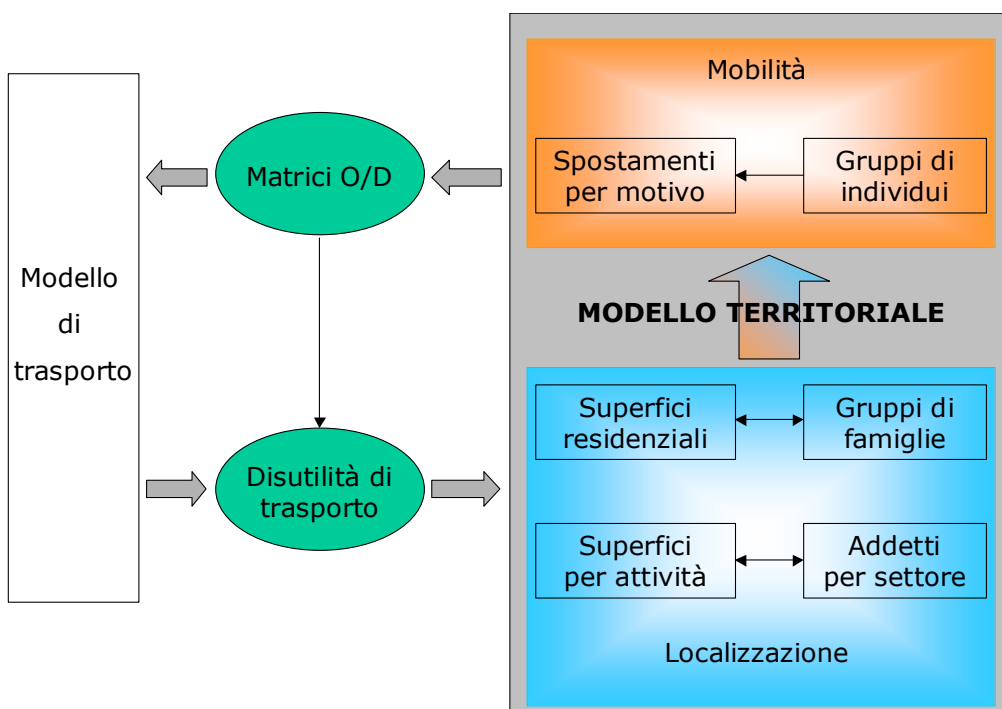 Modello
di
trasporto
Matrici O/D
Disutilità di
trasporto
Mobilità
Spostamenti
per motivo
Gruppi di
individui
MODELLO TERRITORIALE
Superfici
residenziali
Gruppi di
famiglie
Superfici
per attività
Addetti
per settore
Localizzazione